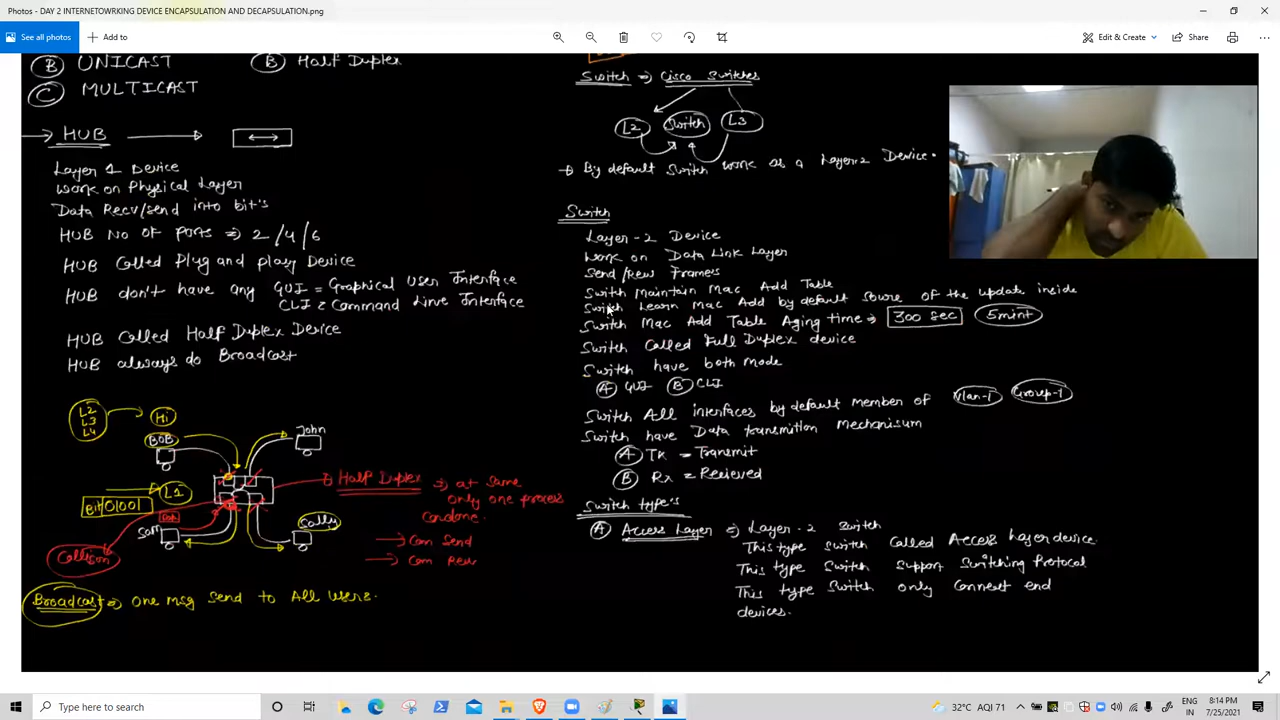 Photos - DAY 2 INTERNETOWRKING DEVICE ENCAPSULATION AND DECAPSULATION.png
See all photos
Add to
Edit & Create
Share
B UNICAST
B Half Duplex
C MULTICAST
HUB
Layer 1 Device
Work on Physical Layer
Data Recv/send into bit's
HUB No of Ports => 2/4/6
HUB Called Plug and play Device
HUB don't have any GUI = Graphical User Interface
CLI = Command Line Interface
HUB Called Half Duplex Device
HUB always do Broadcast
L2
L3
L4
Hi
BOB
John
L1
BIT 01001
Sam
Sally
Collison
Half Duplex => at same
only one process
can done.
Can Send
Can Recv
Broadcast => One msg send to All Users.
Switch => Cisco Switches
L2 Switch L3
By default Switch work as a Layer-2 Device.
Switch
Layer-2 Device
Work on Data Link Layer
Send/Recv Frames
Switch Maintain Mac Add Table
Switch Learn Mac Add by default Source of the update inside
Switch Mac Add Table Aging time => 300 Sec 5mint
Switch Called Full Duplex device
Switch have both mode
A GUI B CLI
Switch All interfaces by default member of Vlan-1 Group-1
Switch have Data transmition Mechanisum
A TX = Transmit
B Rx = Recieved
Switch type's
A Access Layer => Layer-2 Switch
This type Switch Called Access Layer device.
This type Switch Support Switching Protocol
This type Switch only Connect end
devices.
Type here to search
32°C AQI 71
ENG
IN
8:14 PM
7/25/2021